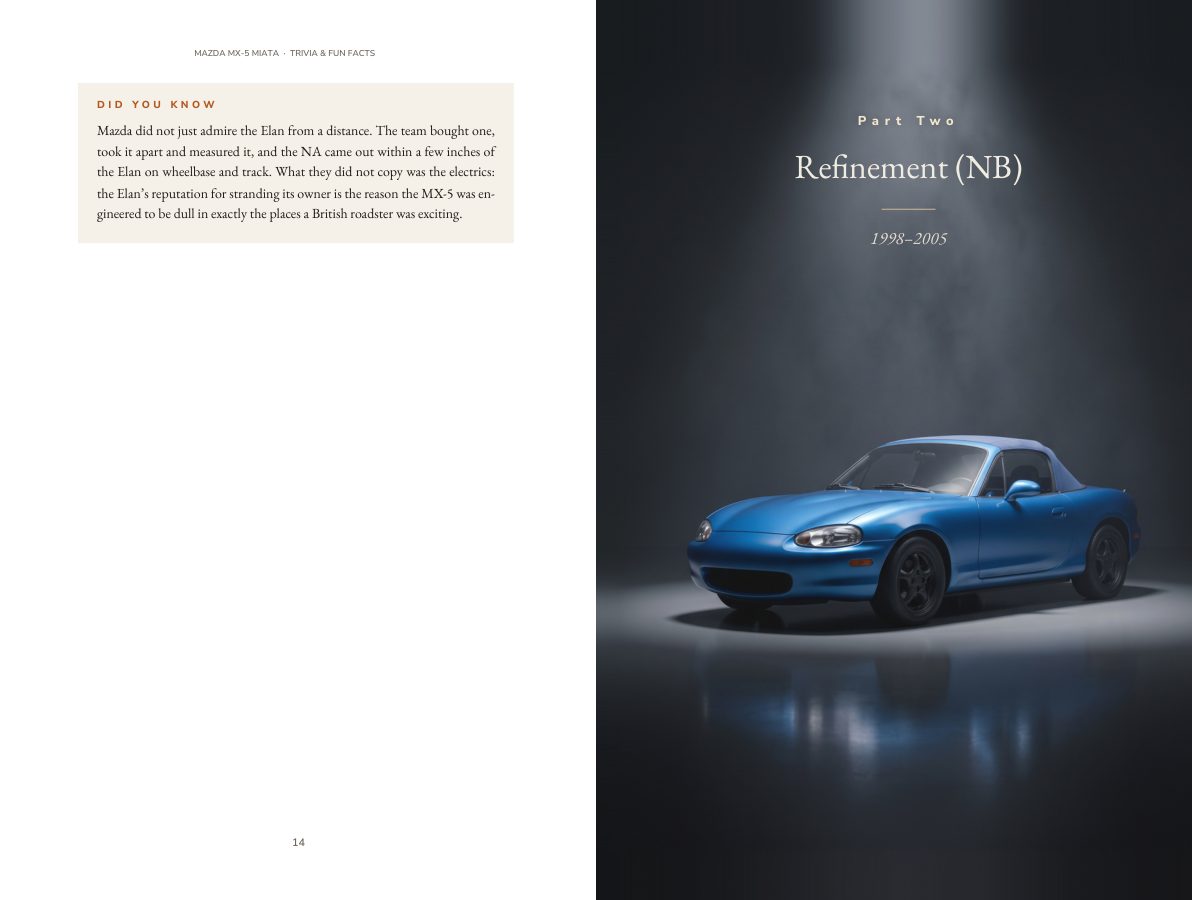 MAZDA MX-5 MIATA · TRIVIA & FUN FACTS
DID YOU KNOW
Mazda did not just admire the Elan from a distance. The team bought one,
took it apart and measured it, and the NA came out within a few inches of
the Elan on wheelbase and track. What they did not copy was the electrics:
the Elan’s reputation for stranding its owner is the reason the MX-5 was en-
gineered to be dull in exactly the places a British roadster was exciting.
14
Part Two
Refinement (NB)
1998–2005